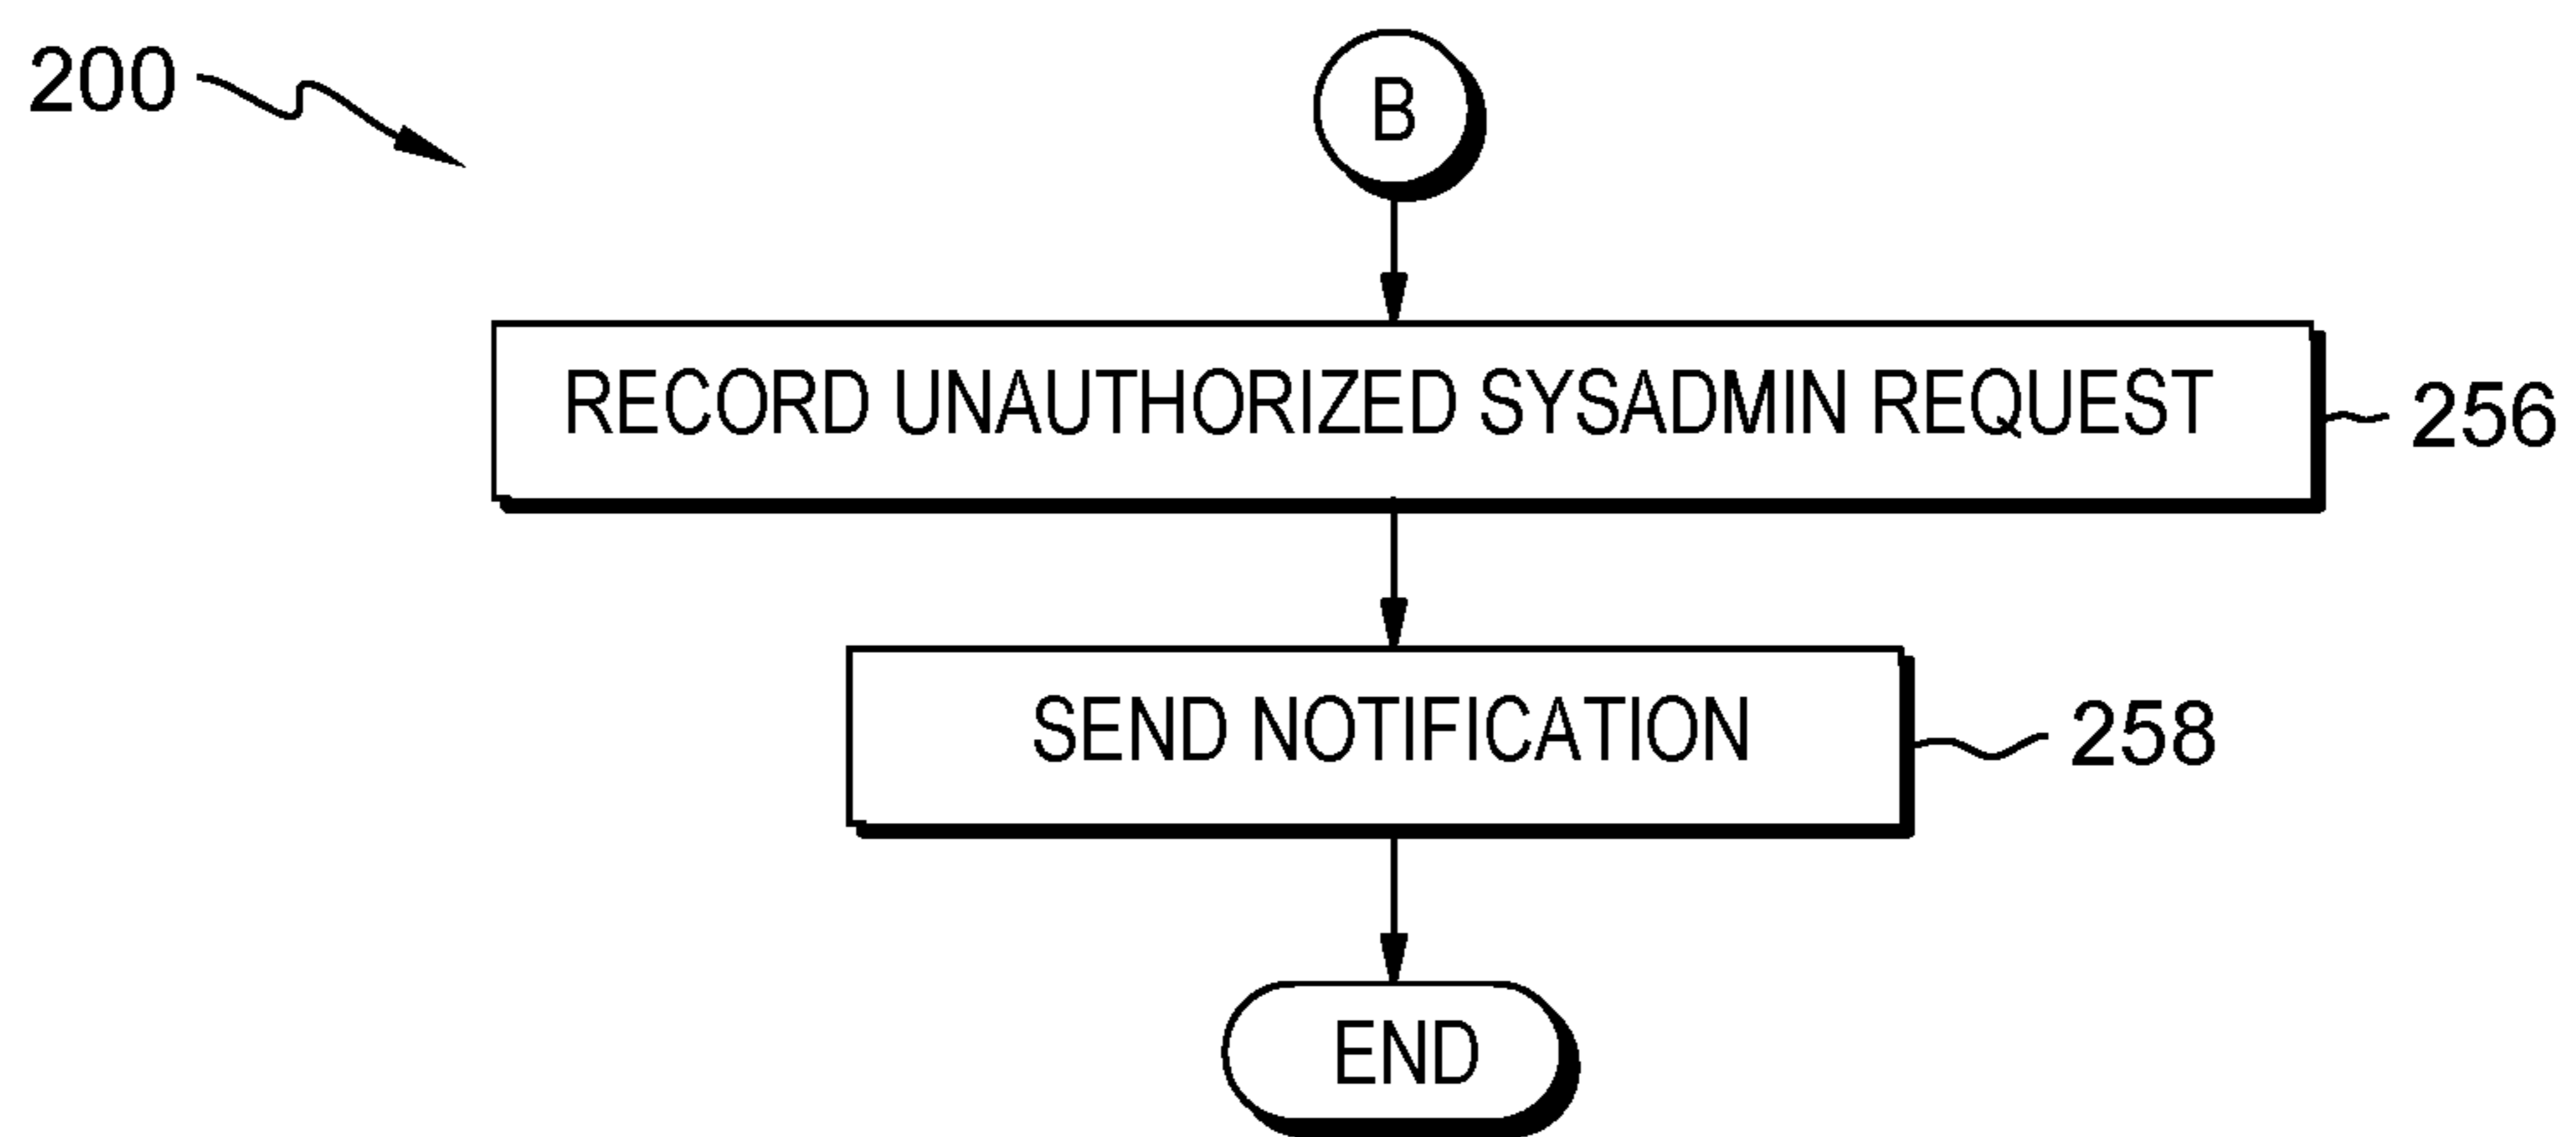 200
B
RECORD UNAUTHORIZED SYSADMIN REQUEST
256
SEND NOTIFICATION
258
END